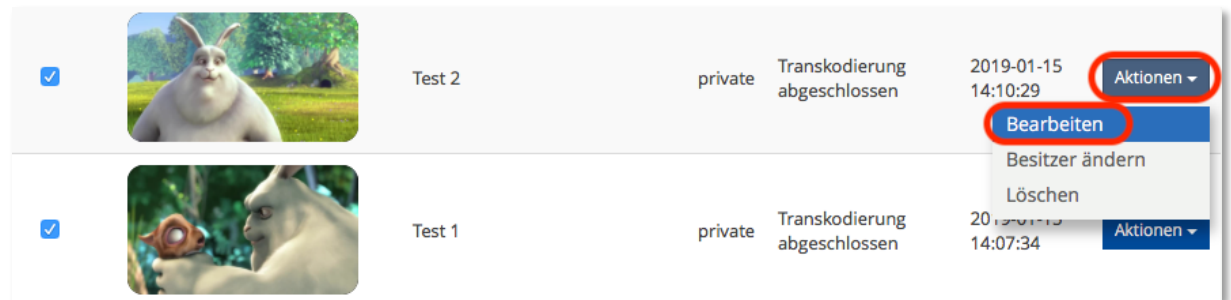 Test 2
private
Transkodierung
abgeschlossen
2019-01-15
14:10:29
Aktionen
Bearbeiten
Besitzer ändern
Löschen
Test 1
private
Transkodierung
abgeschlossen
14:07:34
Aktionen